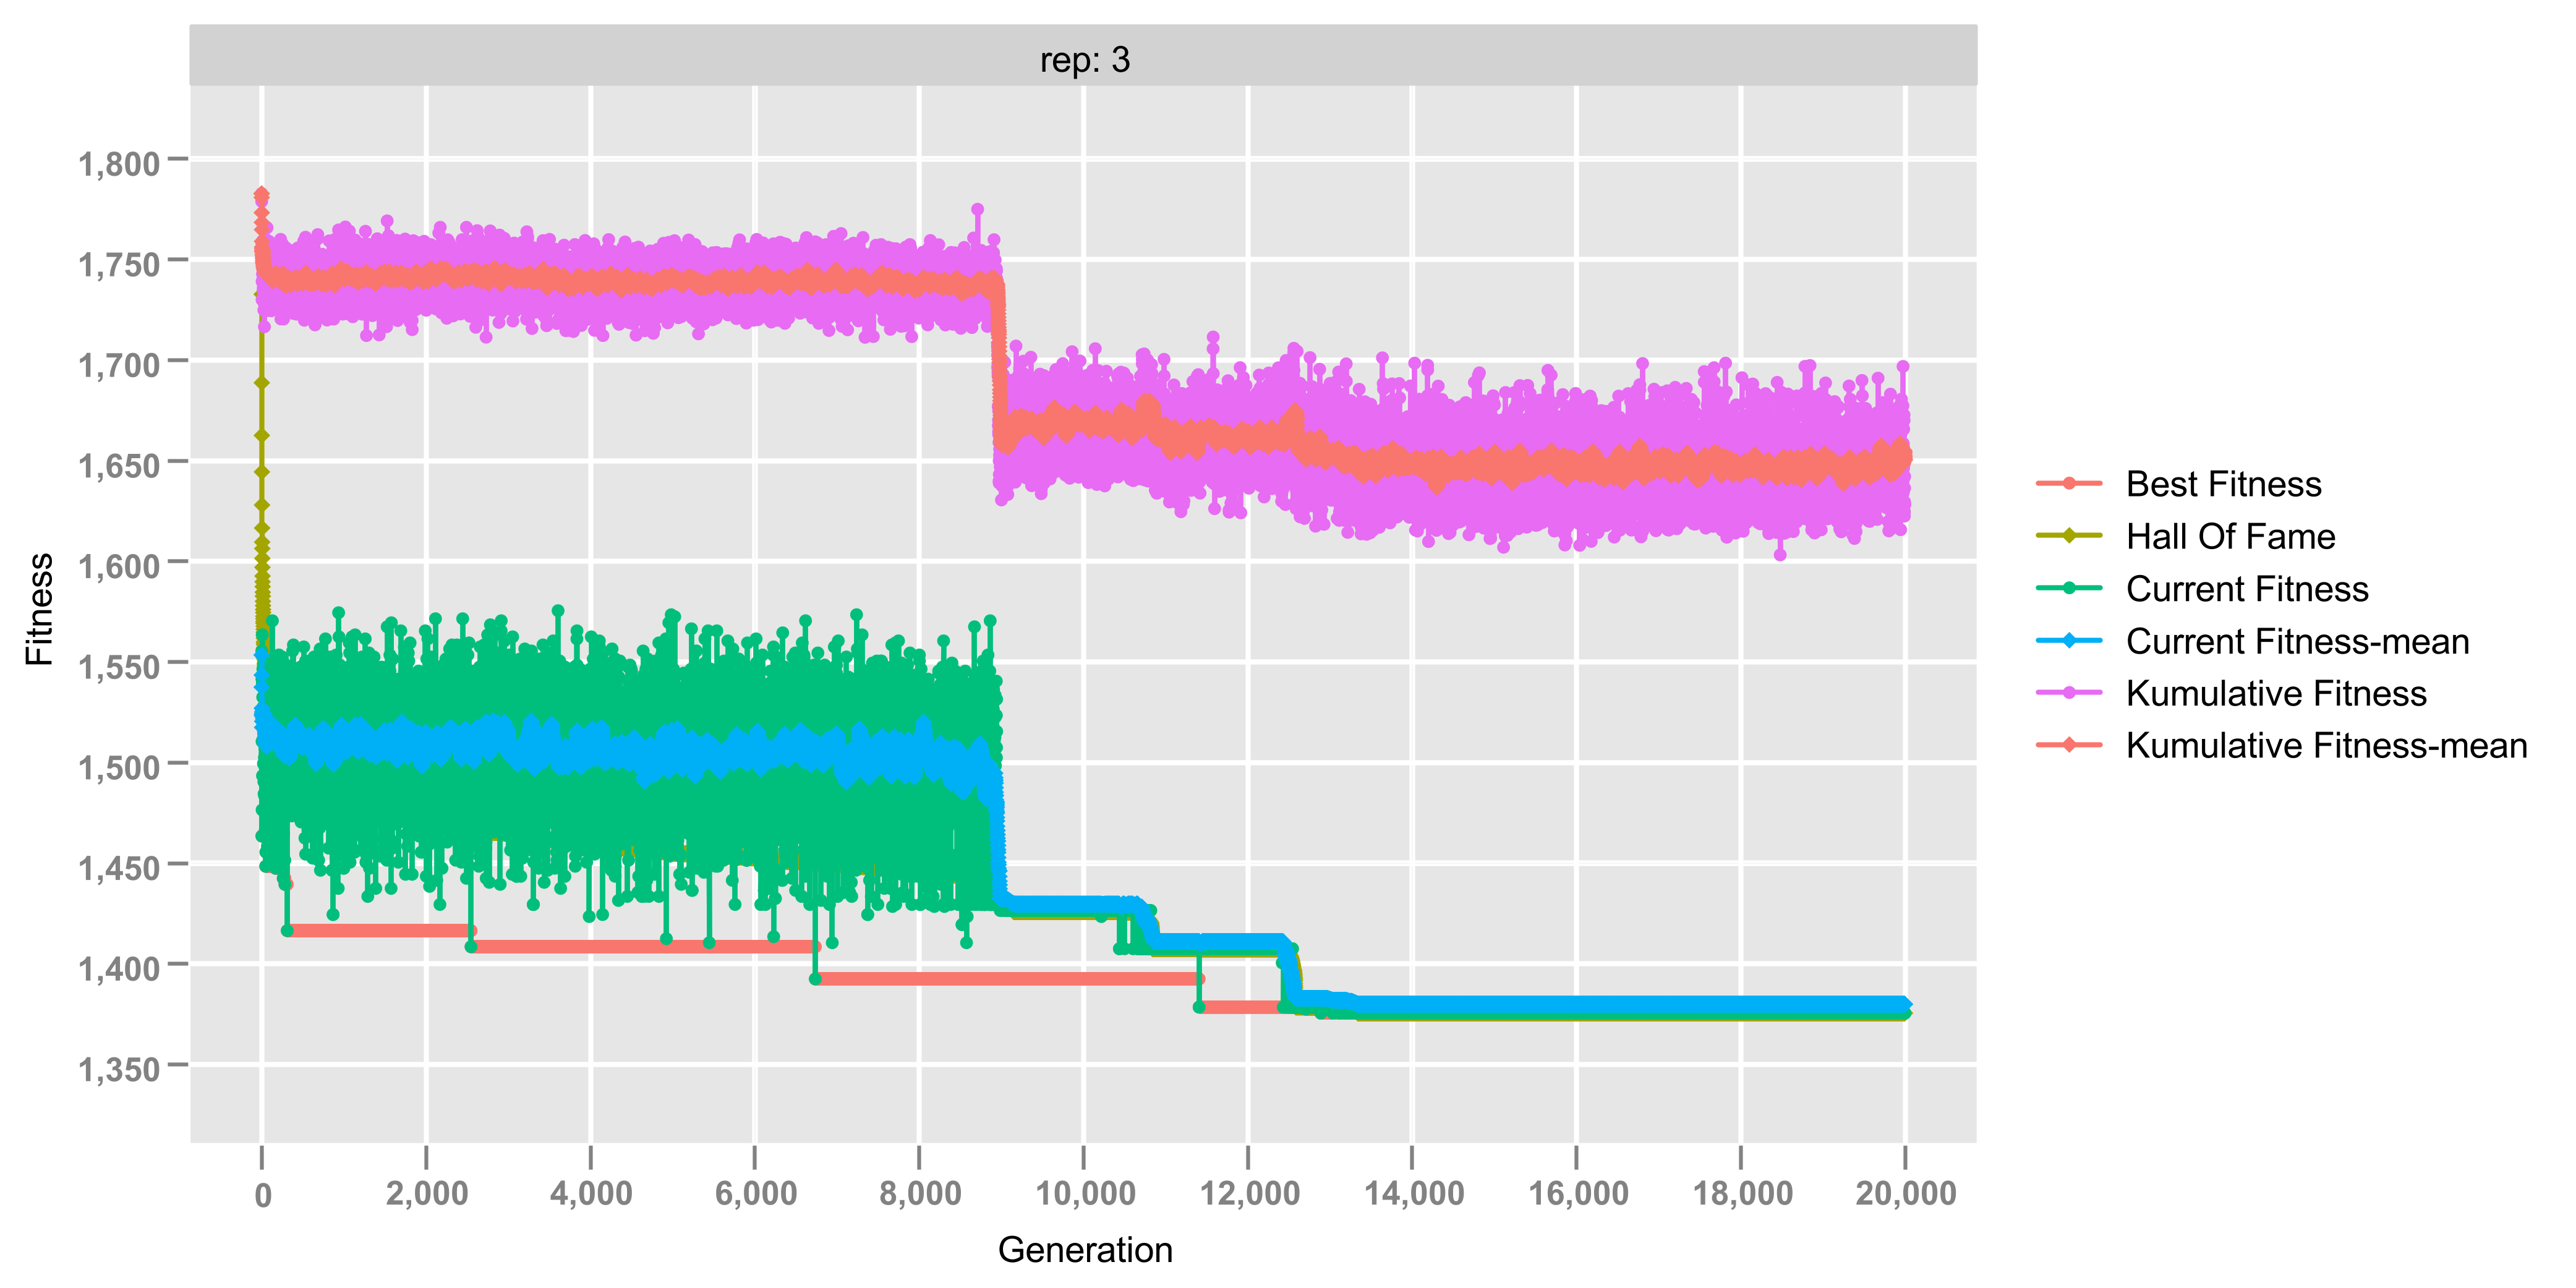 rep: 3
1,800
1,750
1,700
1,650
1,600
1,550
1,500
1,450
1,400
1,350
Fitness
0 2,000 4,000 6,000 8,000 10,000 12,000 14,000 16,000 18,000 20,000
Generation
Best Fitness
Hall Of Fame
Current Fitness
Current Fitness-mean
Kumulative Fitness
Kumulative Fitness-mean